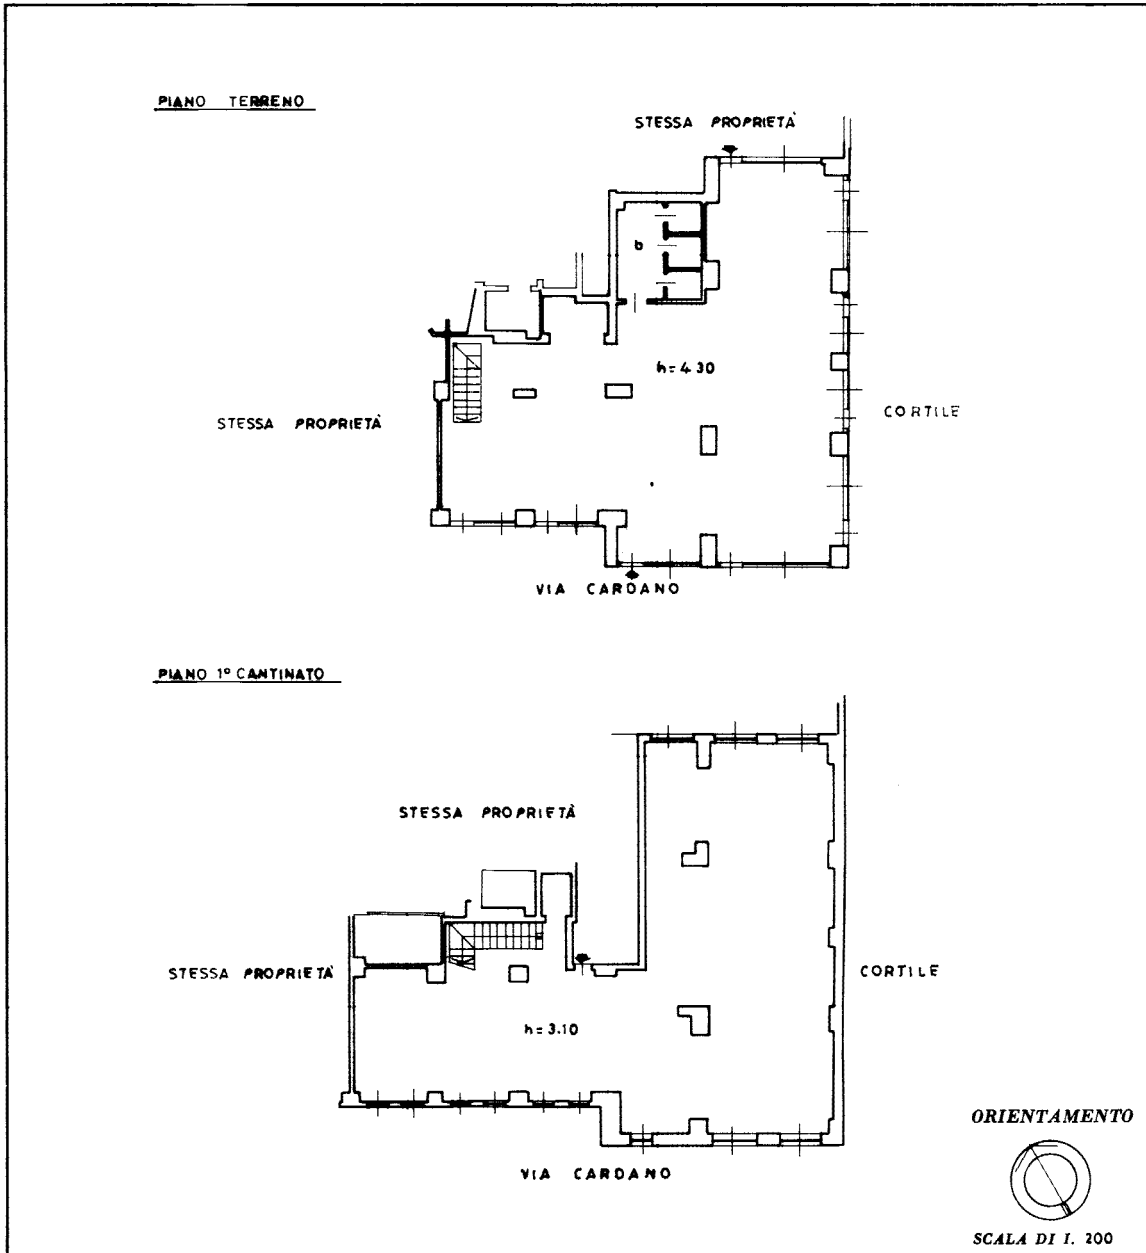 PIANO TERRENO
STESSA PROPRIETÀ
b
h=4.30
STESSA PROPRIETÀ
CORTILE
VIA CARDANO
PIANO 1° CANTINATO
STESSA PROPRIETÀ
STESSA PROPRIETÀ
CORTILE
h=3.10
VIA CARDANO
ORIENTAMENTO
SCALA DI I. 200